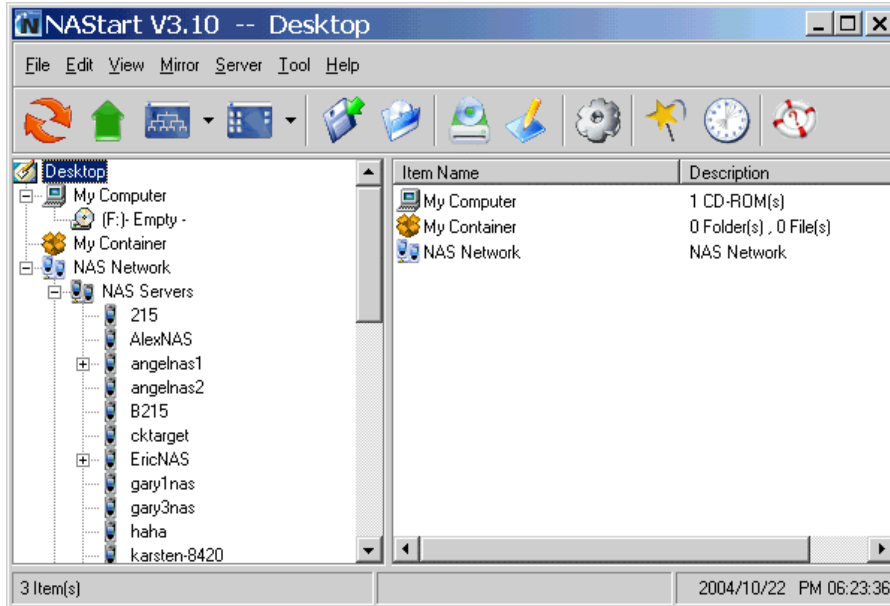 NAStart V3.10 -- Desktop
File Edit View Mirror Server Tool Help
Desktop
My Computer
(F:)- Empty -
My Container
NAS Network
NAS Servers
215
AlexNAS
angelnas1
angelnas2
B215
cktarget
EricNAS
gary1nas
gary3nas
haha
karsten-8420
Item Name Description
My Computer 1 CD-ROM(s)
My Container 0 Folder(s) , 0 File(s)
NAS Network NAS Network
3 Item(s) 2004/10/22 PM 06:23:36